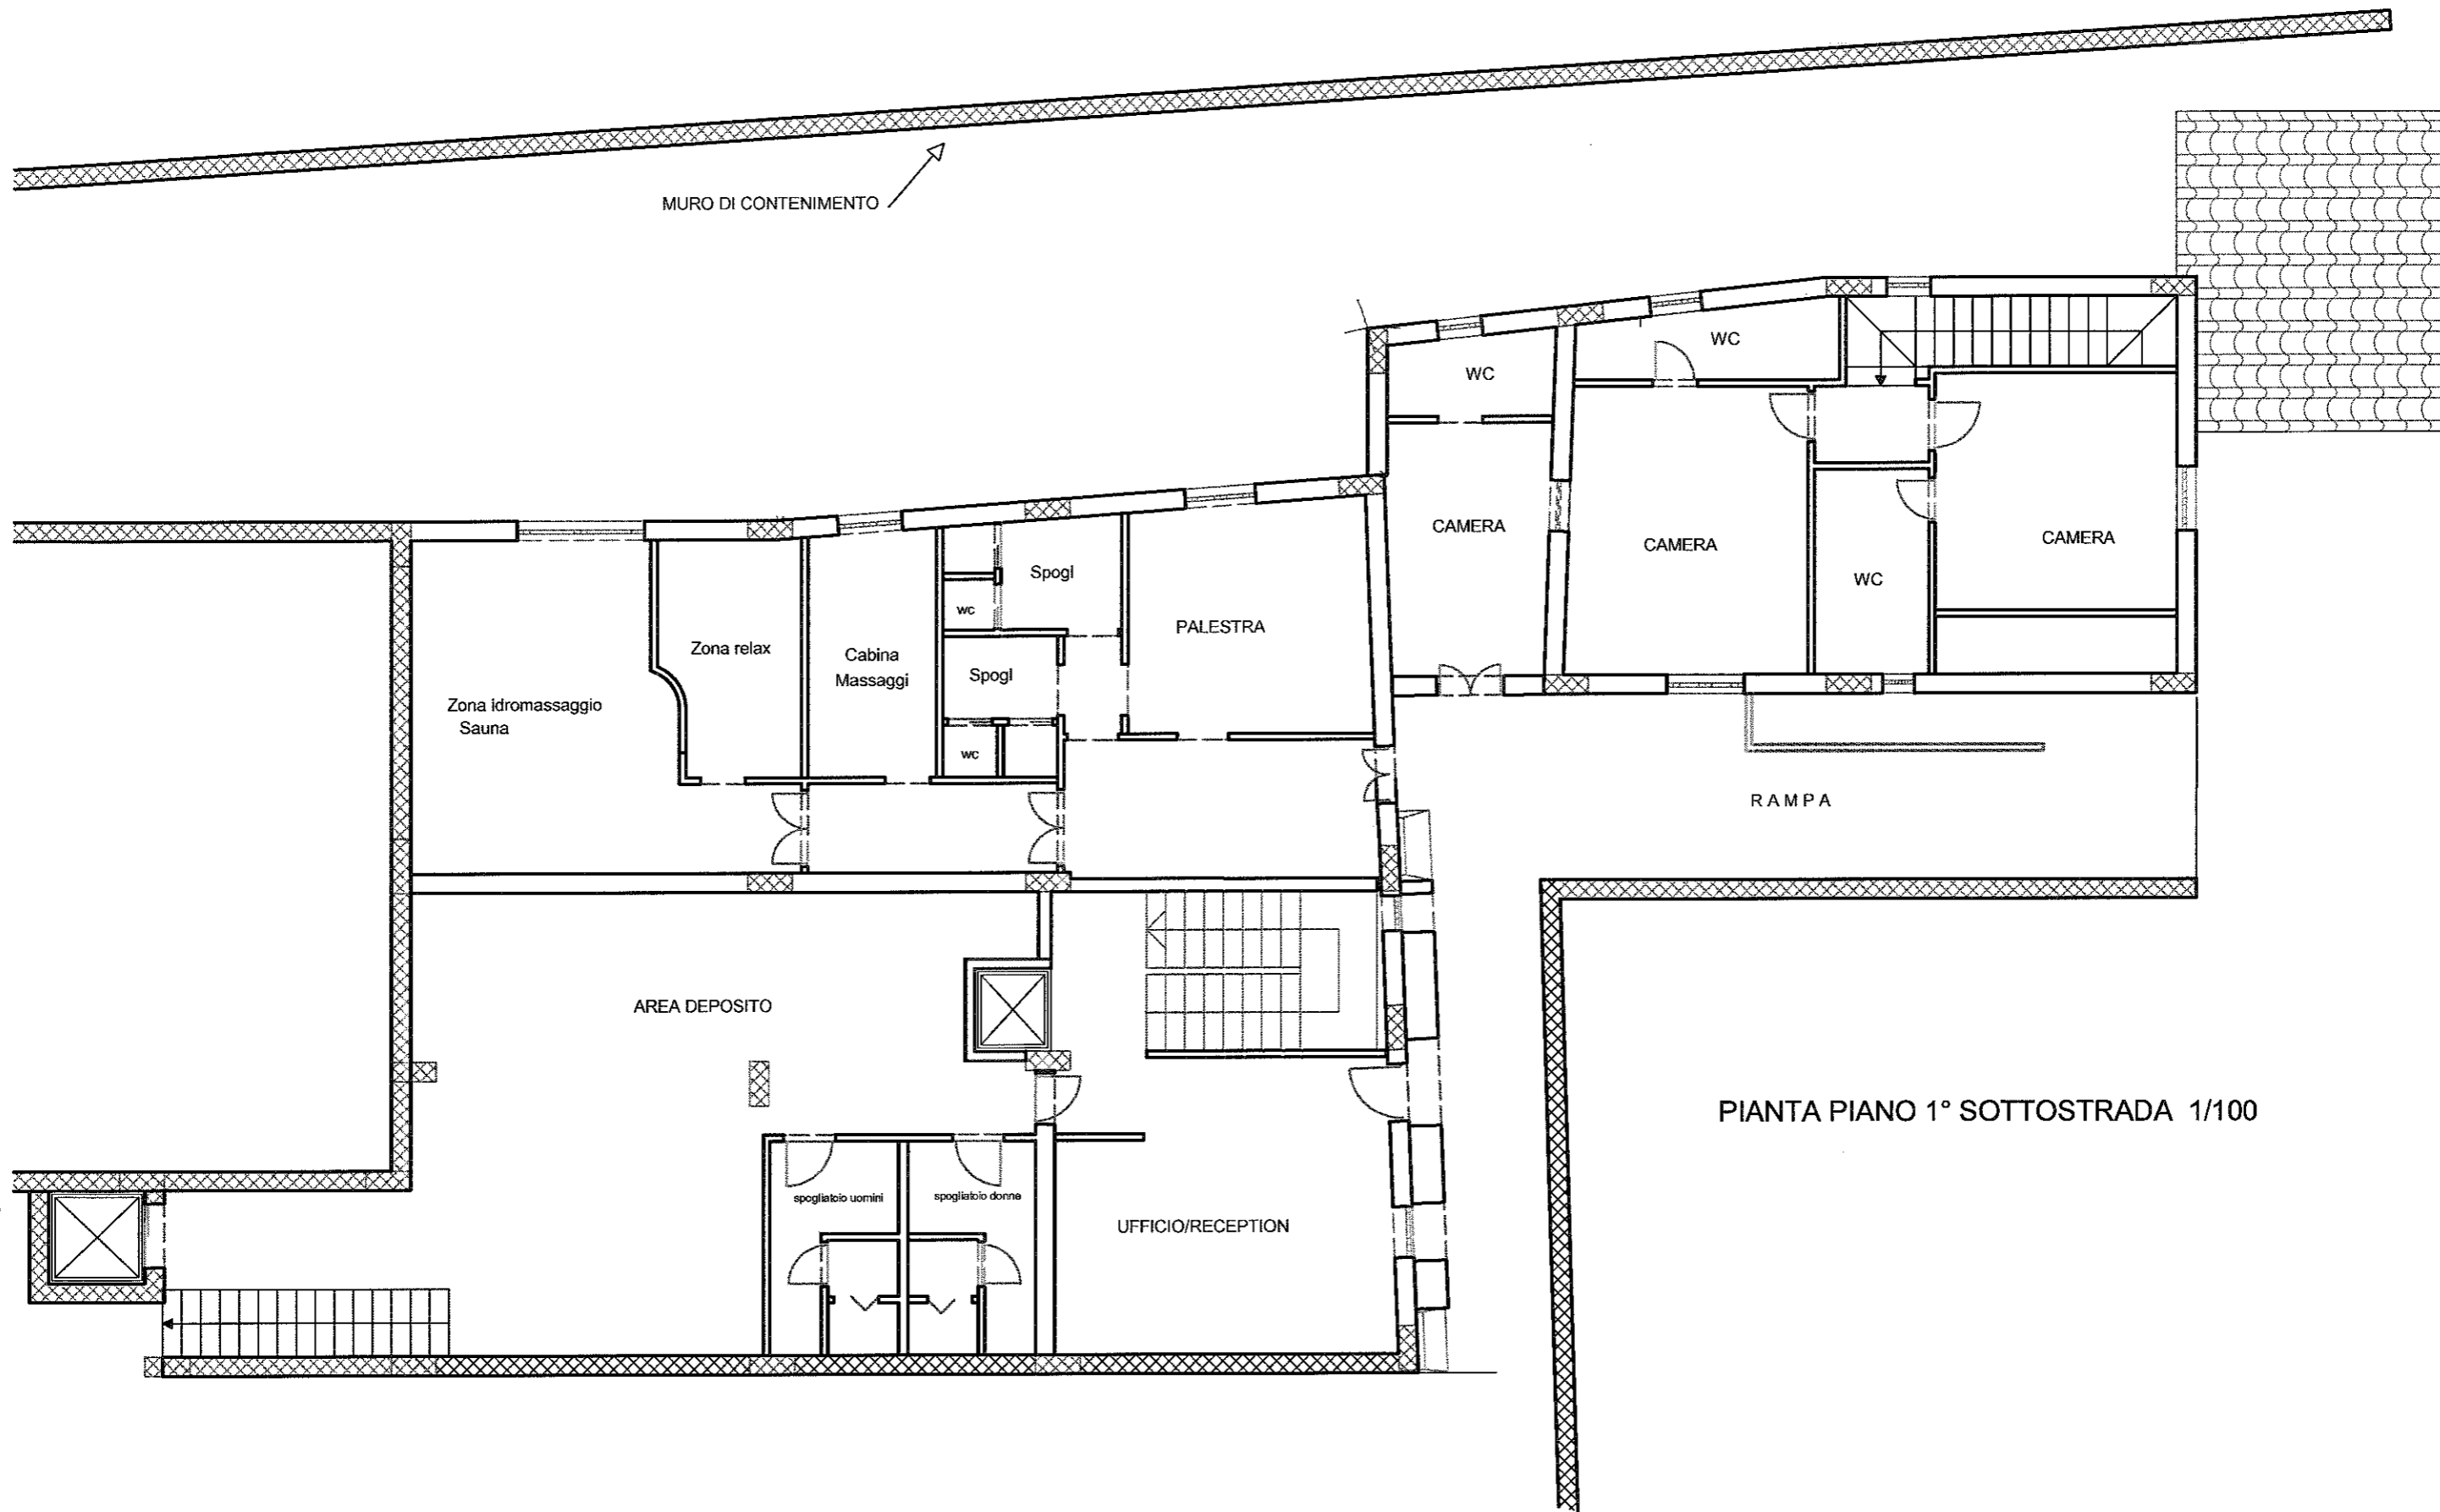 MURO DI CONTENIMENTO
WC
WC
CAMERA
CAMERA
CAMERA
WC
Spogl
wc
PALESTRA
Zona relax
Cabina
Massaggi
Spogl
Zona idromassaggio
Sauna
wc
RAMPA
AREA DEPOSITO
PIANTA PIANO 1° SOTTOSTRADA 1/100
spogliatoio uomini
spogliatoio donne
UFFICIO/RECEPTION